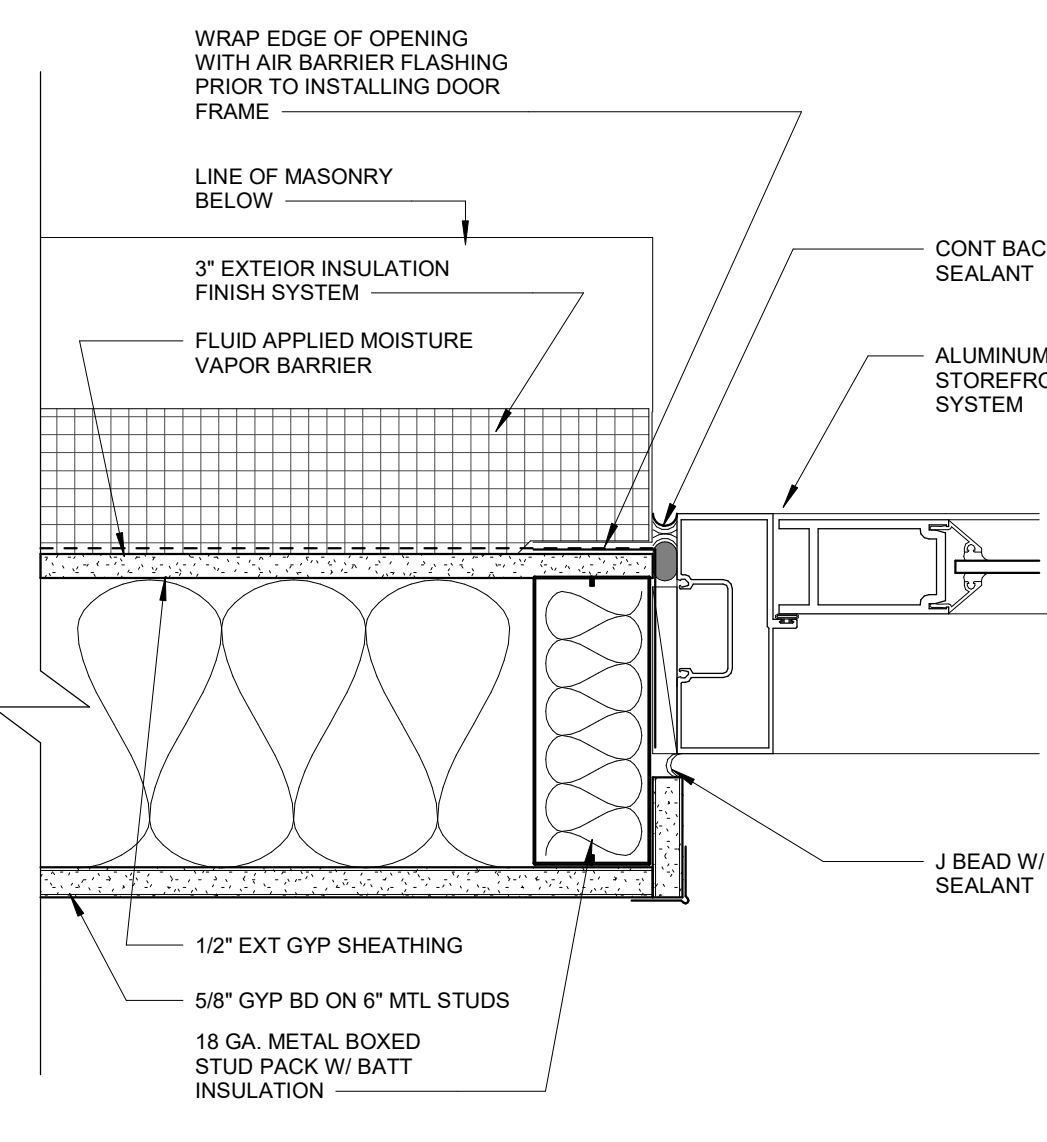 WRAP EDGE OF OPENING
WITH AIR BARRIER FLASHING
PRIOR TO INSTALLING DOOR
FRAME
LINE OF MASONRY
BELOW
3" EXTEIOR INSULATION
FINISH SYSTEM
FLUID APPLIED MOISTURE
VAPOR BARRIER
CONT BAC
SEALANT
ALUMINUM
STOREFRO
SYSTEM
J BEAD W/
SEALANT
1/2" EXT GYP SHEATHING
5/8" GYP BD ON 6" MTL STUDS
18 GA. METAL BOXED
STUD PACK W/ BATT
INSULATION